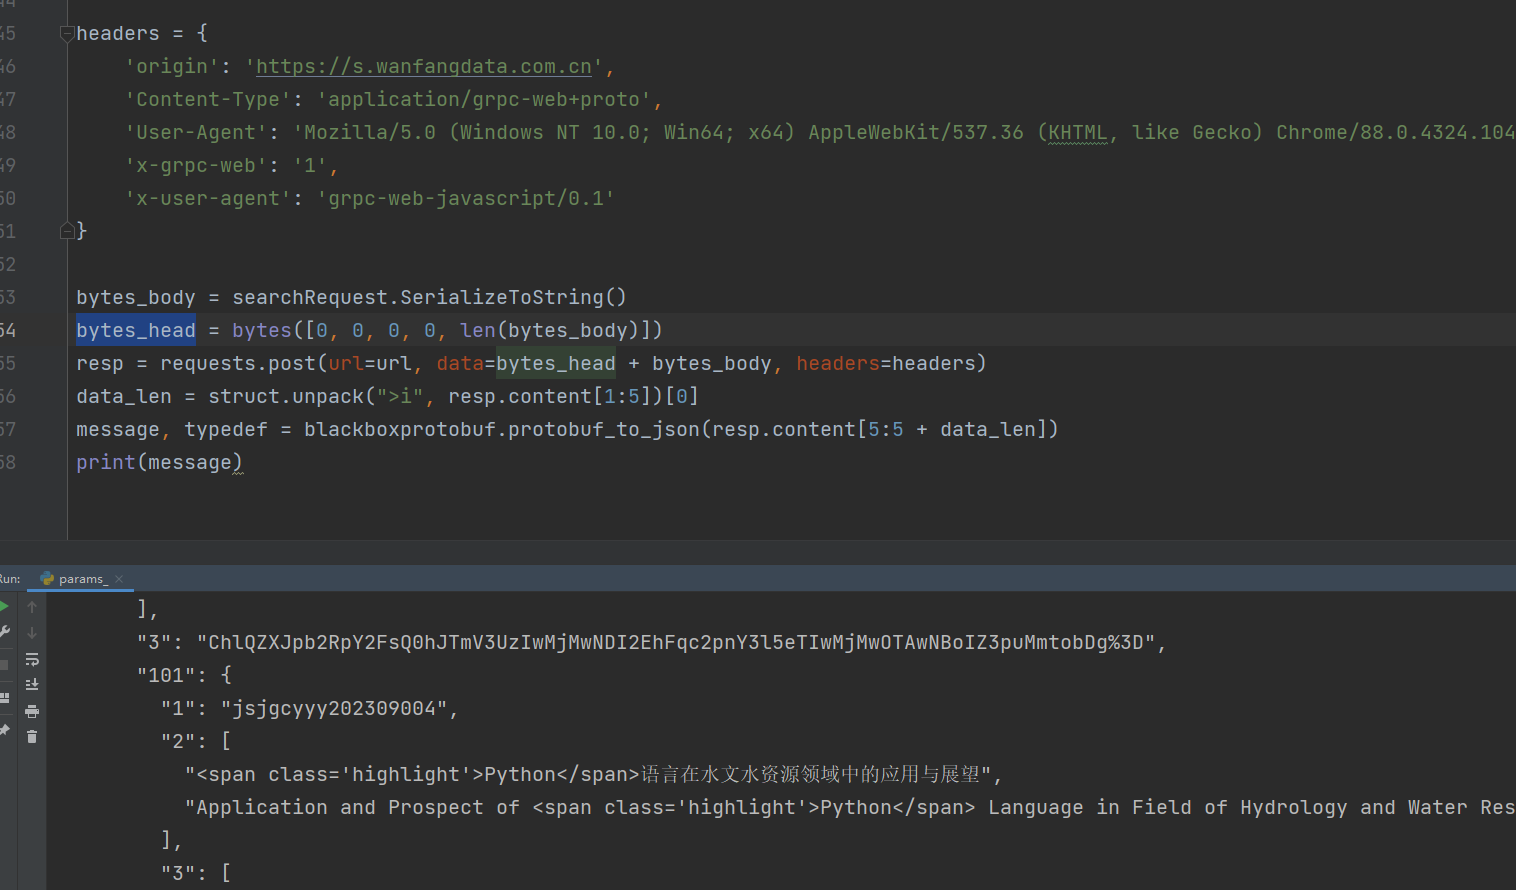 44
45 headers = {
46 'origin': 'https://s.wanfangdata.com.cn',
47 'Content-Type': 'application/grpc-web+proto',
48 'User-Agent': 'Mozilla/5.0 (Windows NT 10.0; Win64; x64) AppleWebKit/537.36 (KHTML, like Gecko) Chrome/88.0.4324.104
49 'x-grpc-web': '1',
50 'x-user-agent': 'grpc-web-javascript/0.1'
51 }
52
53 bytes_body = searchRequest.SerializeToString()
54 bytes_head = bytes([0, 0, 0, 0, len(bytes_body)])
55 resp = requests.post(url=url, data=bytes_head + bytes_body, headers=headers)
56 data_len = struct.unpack(">i", resp.content[1:5])[0]
57 message, typedef = blackboxprotobuf.protobuf_to_json(resp.content[5:5 + data_len])
58 print(message)
Run: params_
],
"3": "ChlQZXJpb2RpY2FsQ0hJTmV3UzIwMjMwNDI2EhFqc2pnY3l5eTIwMjMwOTAwNBoIZ3puMmtobDg%3D",
"101": {
"1": "jsjgcyyy202309004",
"2": [
"<span class='highlight'>Python</span>语言在水文水资源领域中的应用与展望",
"Application and Prospect of <span class='highlight'>Python</span> Language in Field of Hydrology and Water Res
],
"3": [